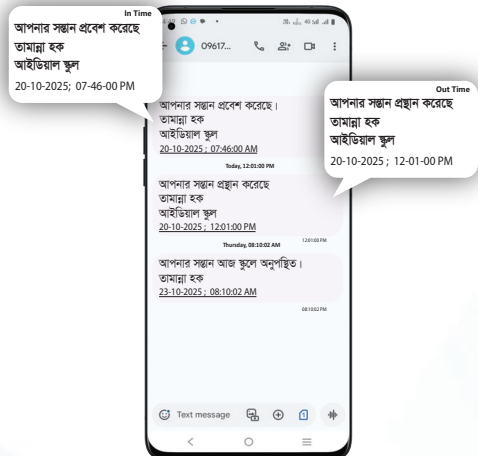 In Time
আপনার সন্তান প্রবেশ করেছে
তামান্না হক
আইডিয়াল স্কুল
20-10-2025; 07-46-00 PM
09617...
আপনার সন্তান প্রবেশ করেছে।
তামান্না হক
আইডিয়াল স্কুল
20-10-2025 ; 07:46:00 AM
Out Time
আপনার সন্তান প্রস্থান করেছে
তামান্না হক
আইডিয়াল স্কুল
20-10-2025 ; 12-01-00 PM
Today, 12:01:00 PM
আপনার সন্তান প্রস্থান করেছে
তামান্না হক
আইডিয়াল স্কুল
20-10-2025 ; 12:01:00 PM
12:01:00 PM
Thursday, 08:10:02 AM
আপনার সন্তান আজ স্কুলে অনুপস্থিত।
তামান্না হক
23-10-2025 ; 08:10:02 AM
08:10:02 PM
Text message